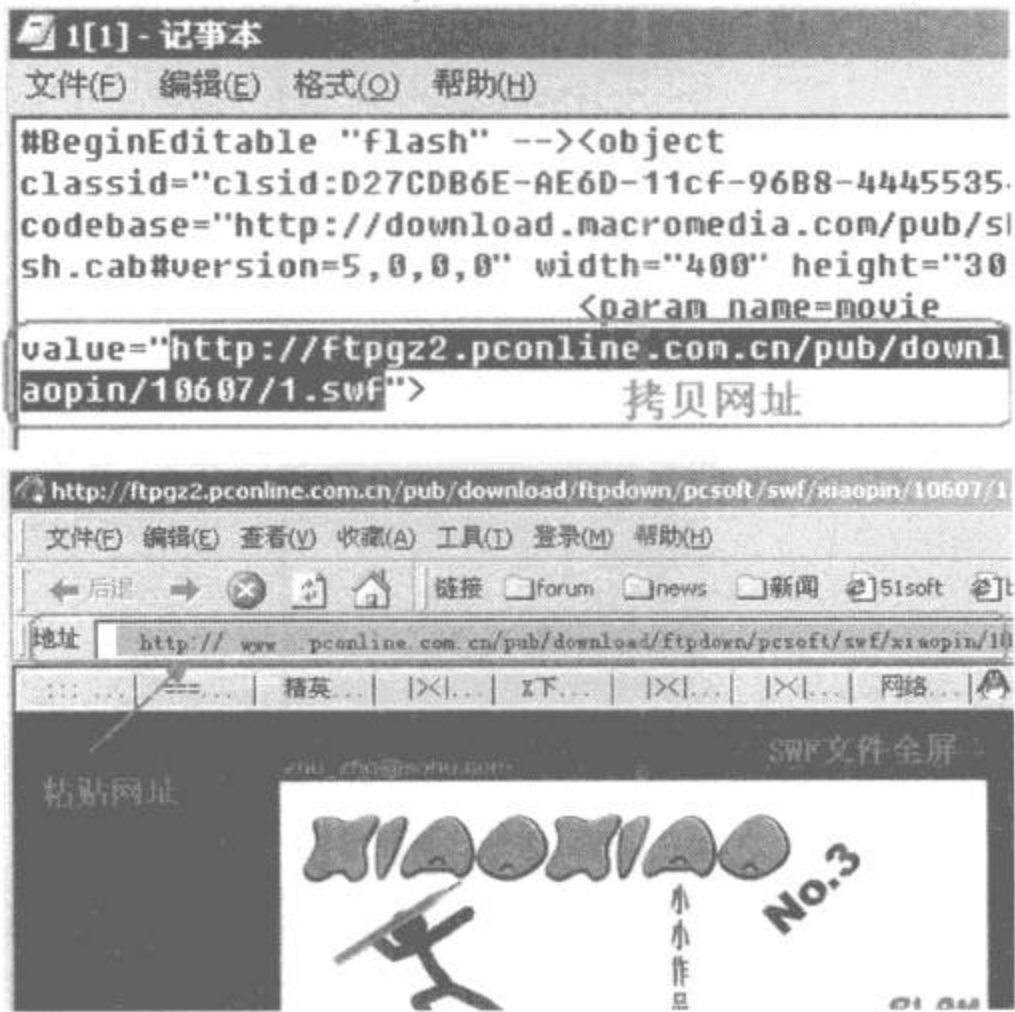 1[1] - 记事本
文件(F) 编辑(E) 格式(O) 帮助(H)
#BeginEditable "flash" --><object
classid="clsid:D27CDB6E-AE6D-11cf-96B8-4445535
codebase="http://download.macromedia.com/pub/s
sh.cab#version=5,0,0,0" width="400" height="30
<param name=movie
value="http://ftpgz2.pconline.com.cn/pub/downl
aopin/10607/1.swf">
拷贝网址
http://ftpgz2.pconline.com.cn/pub/download/ftpdown/pcsoft/swf/xiaopin/10607/1.
文件(F) 编辑(E) 查看(V) 收藏(A) 工具(T) 登录(M) 帮助(H)
后退 链接 forum news 新闻 51soft
地址 http:// www .pconline.com.cn/pub/download/ftpdown/pcsoft/swf/xiaopin/10
::: ... ===... 精英... |><|... 下... |><|... |><|... 网络...
SWF文件全屏
粘贴网址
XIAOXIAO
No.3
小小作品